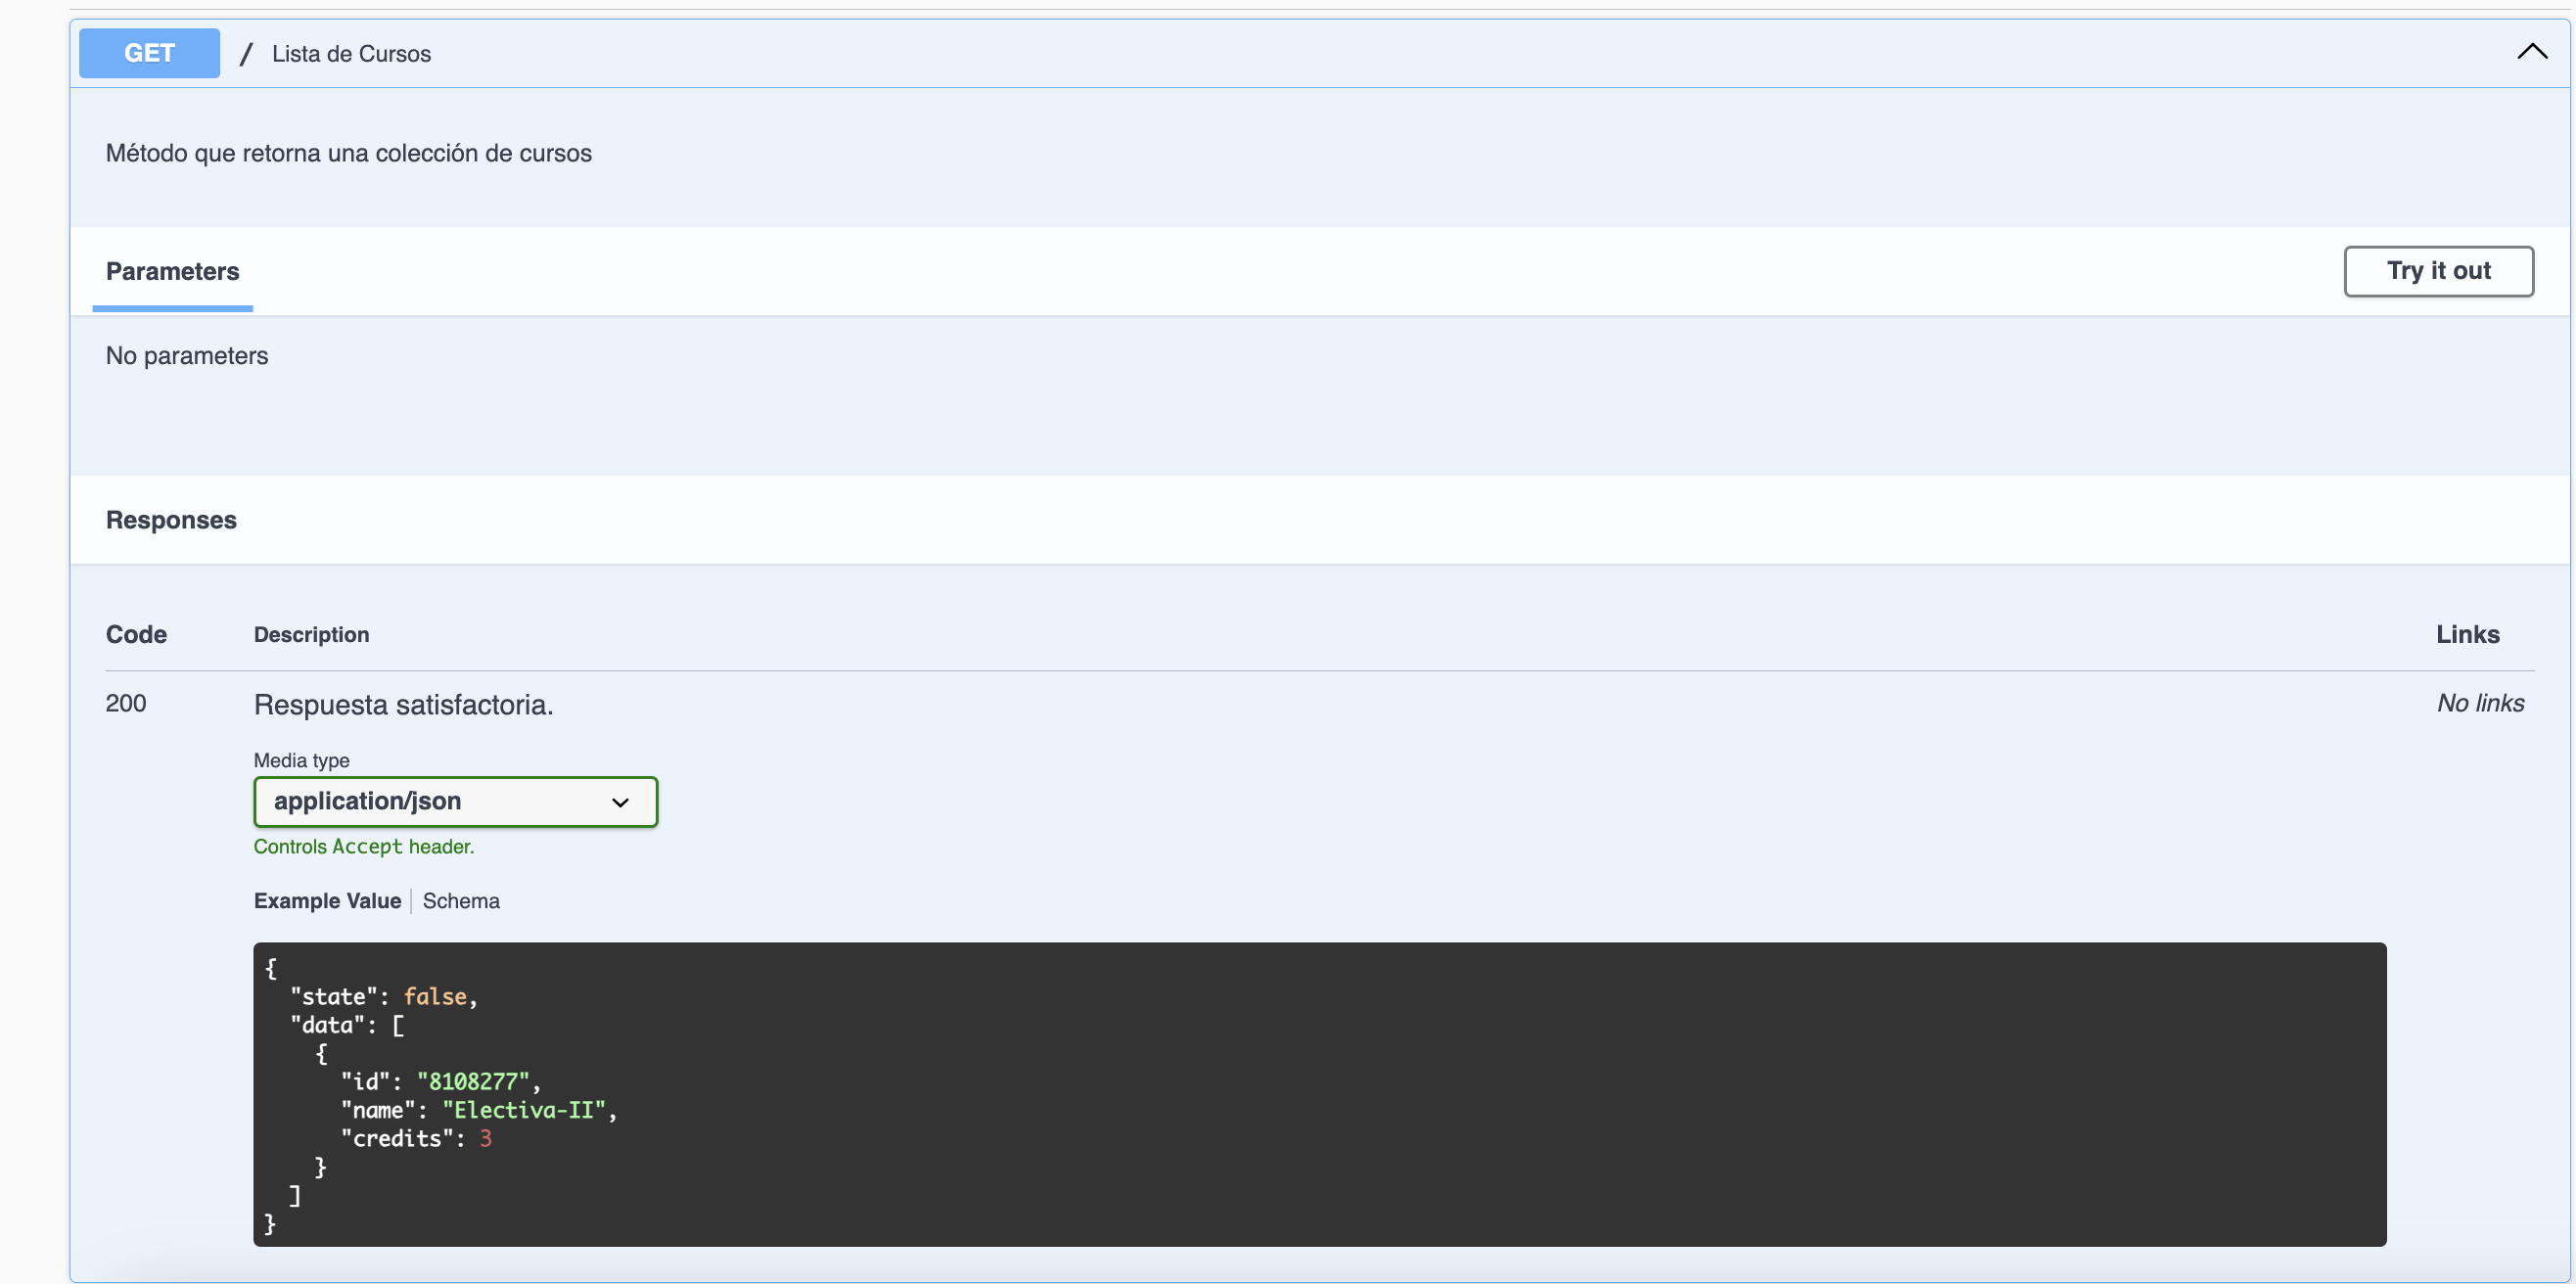 GET / Lista de Cursos
Método que retorna una colección de cursos
Parameters Try it out
No parameters
Responses
Code Description Links
200 Respuesta satisfactoria. No links
Media type
application/json
Controls Accept header.
Example Value Schema
{
"state": false,
"data": [
{
"id": "8108277",
"name": "Electiva-II",
"credits": 3
}
]
}